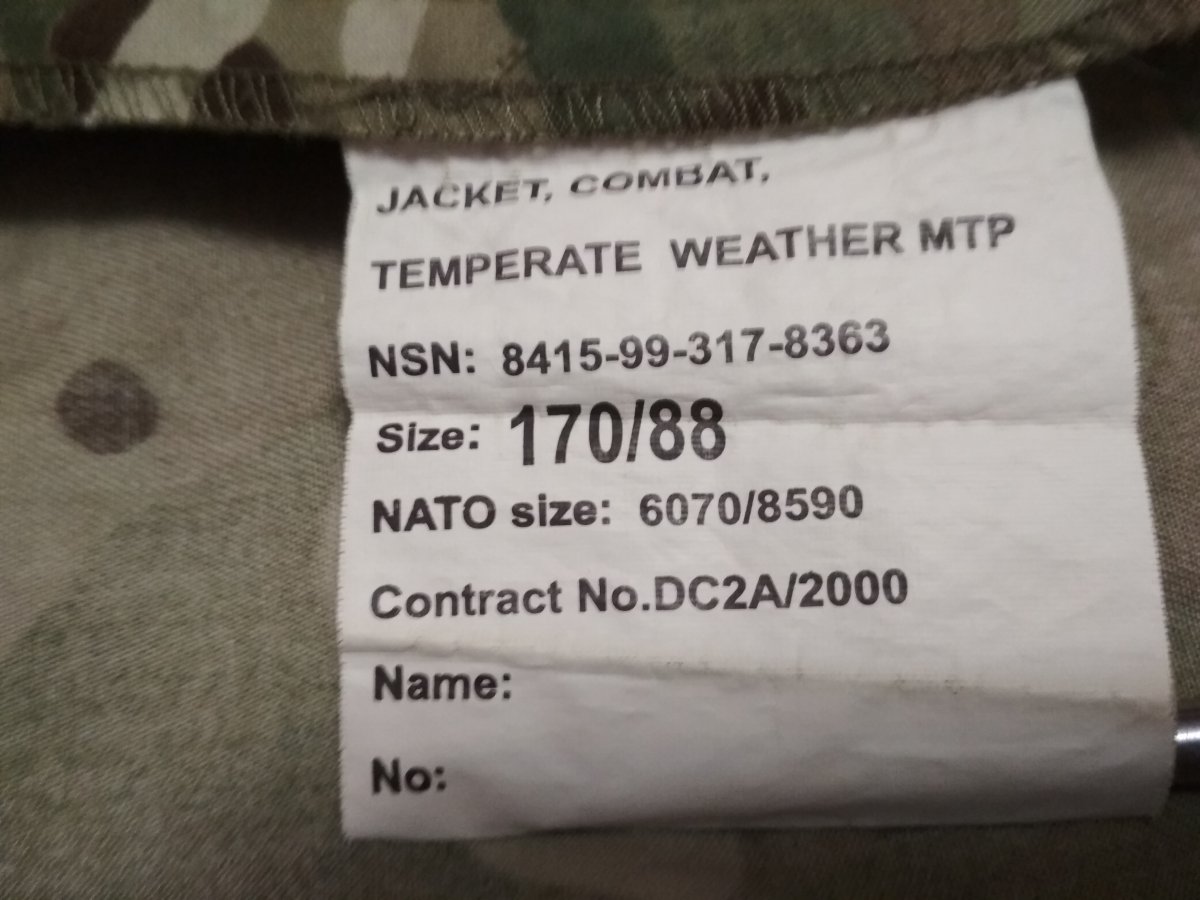 JACKET, COMBAT,
TEMPERATE WEATHER MTP
NSN: 8415-99-317-8363
Size: 170/88
NATO size: 6070/8590
Contract No.DC2A/2000
Name:
No: